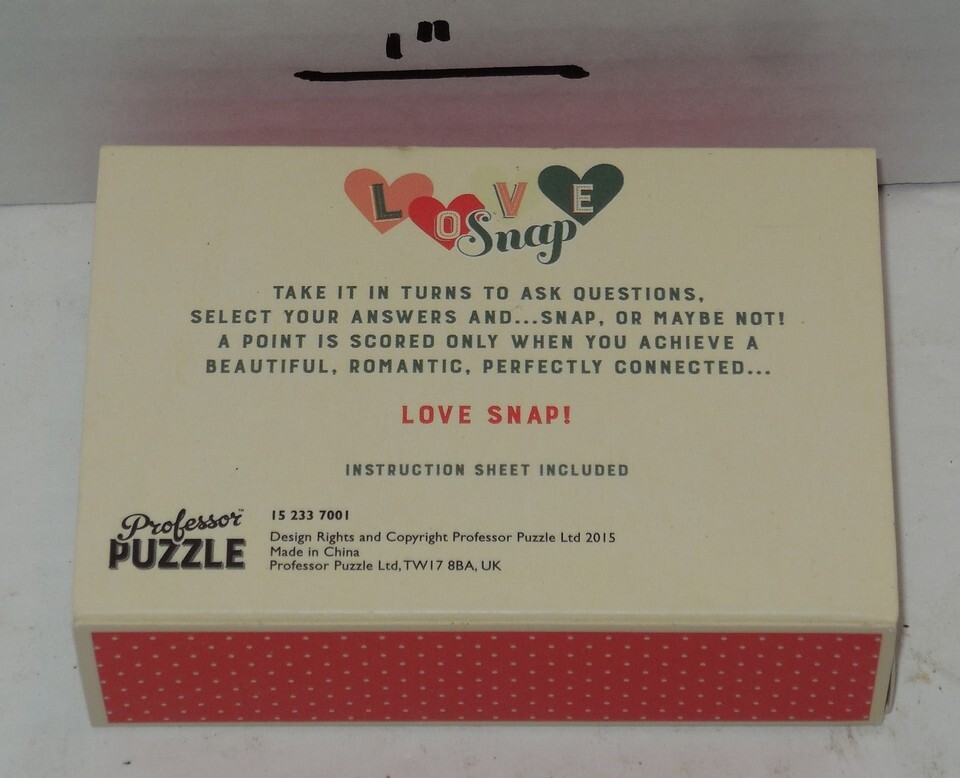 1"
LOVE
Snap
TAKE IT IN TURNS TO ASK QUESTIONS,
SELECT YOUR ANSWERS AND...SNAP, OR MAYBE NOT!
A POINT IS SCORED ONLY WHEN YOU ACHIEVE A
BEAUTIFUL, ROMANTIC, PERFECTLY CONNECTED...
LOVE SNAP!
INSTRUCTION SHEET INCLUDED
Professor™
PUZZLE
15 233 7001
Design Rights and Copyright Professor Puzzle Ltd 2015
Made in China
Professor Puzzle Ltd, TW17 8BA, UK